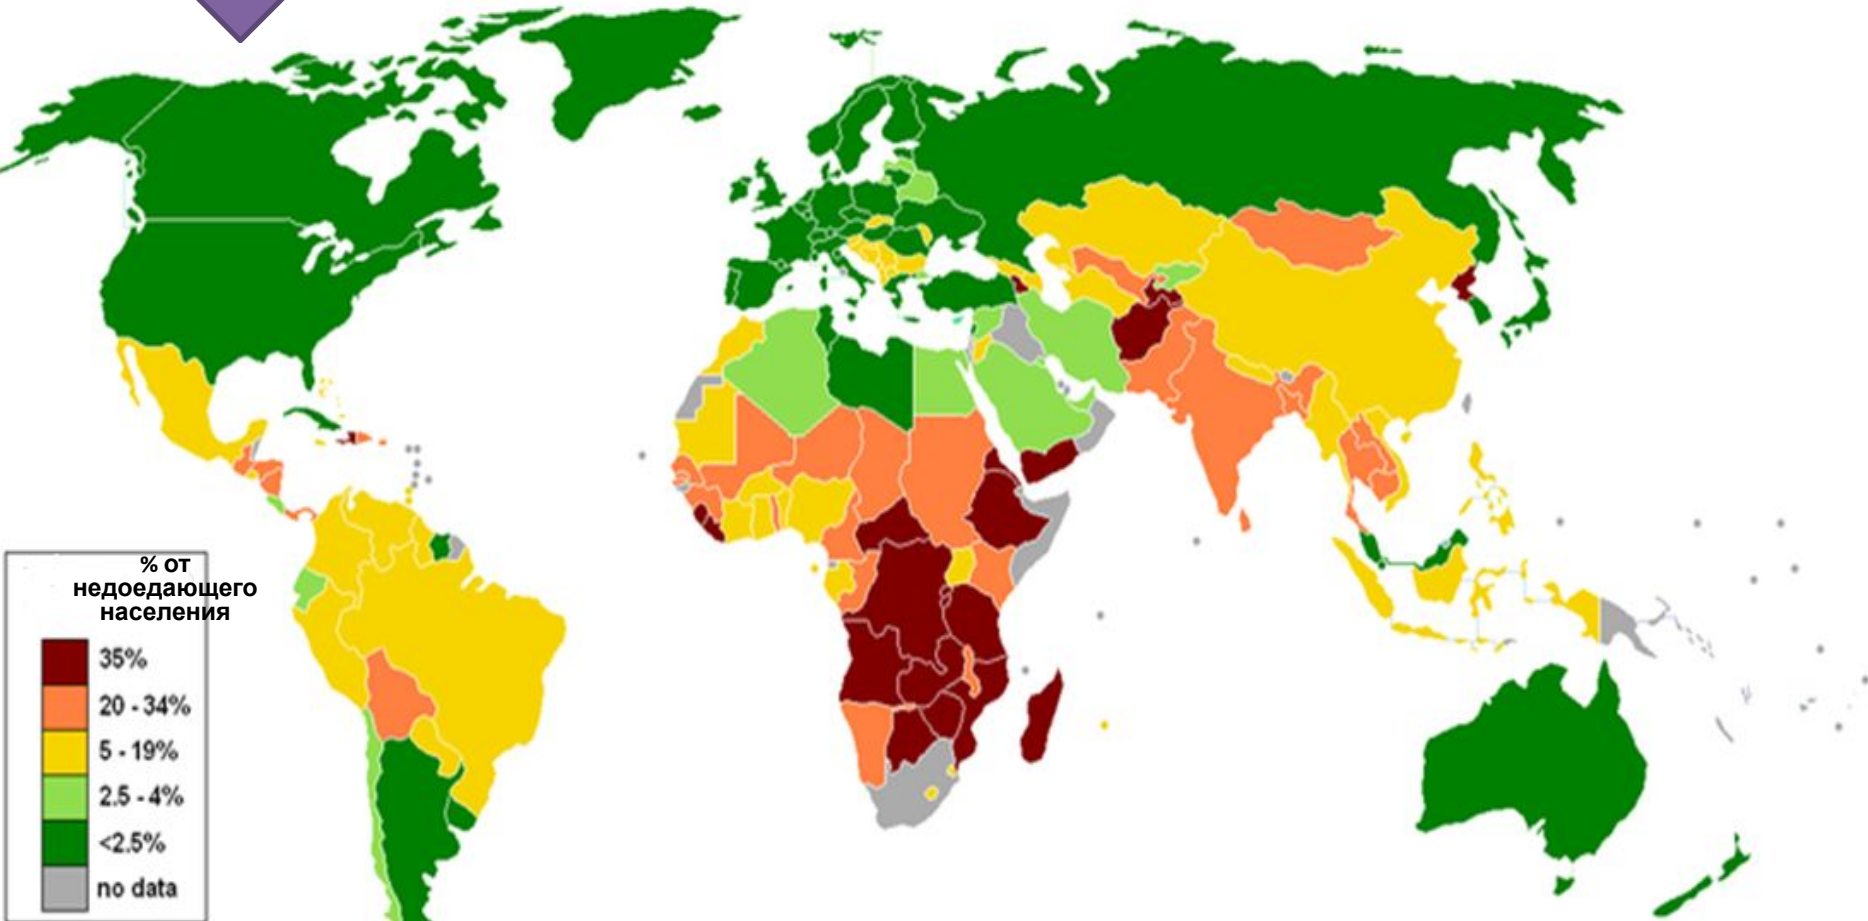 % от
недоедающего
населения
35%
20 - 34%
5 - 19%
2.5 - 4%
<2.5%
no data